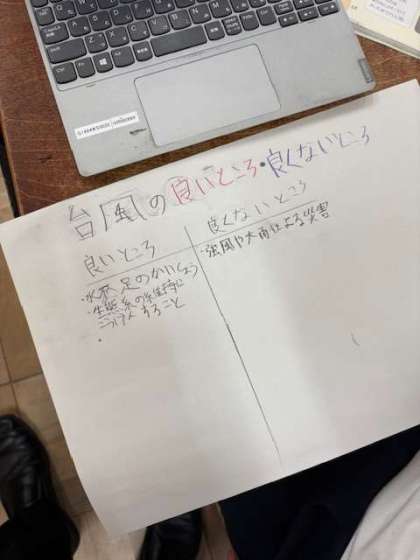 台風の良いところ・良くないところ
良いところ
良くないところ
・水不足のかいしょう
・生態系の維持に
こうけんすること
・
・強風や大雨による災害